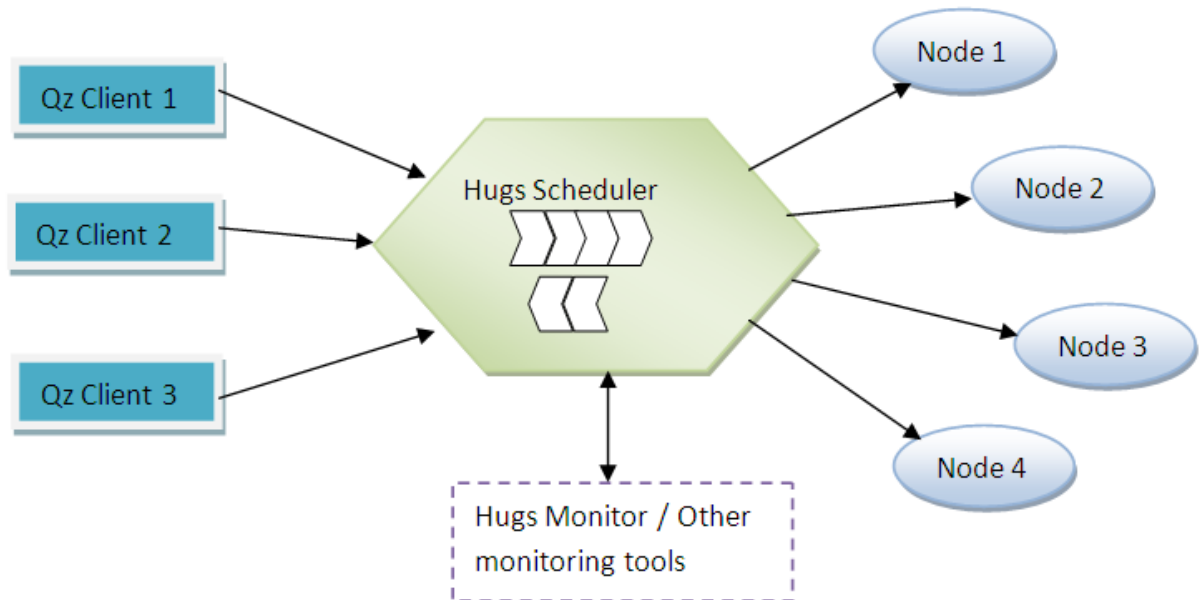 Qz Client 1
Qz Client 2
Qz Client 3
Hugs Scheduler
Node 1
Node 2
Node 3
Node 4
Hugs Monitor / Other
monitoring tools